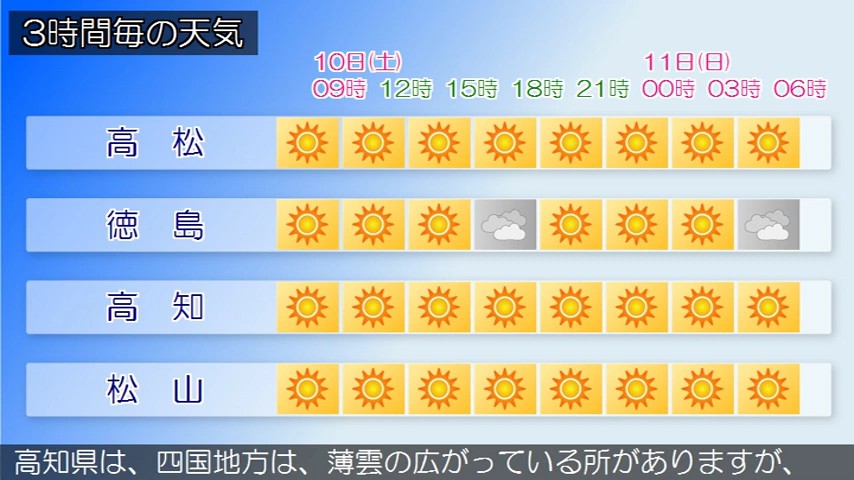 3時間毎の天気
10日(土) 11日(日)
09時 12時 15時 18時 21時 00時 03時 06時
高松
徳島
高知
松山
高知県は、四国地方は、薄雲の広がっている所がありますが、